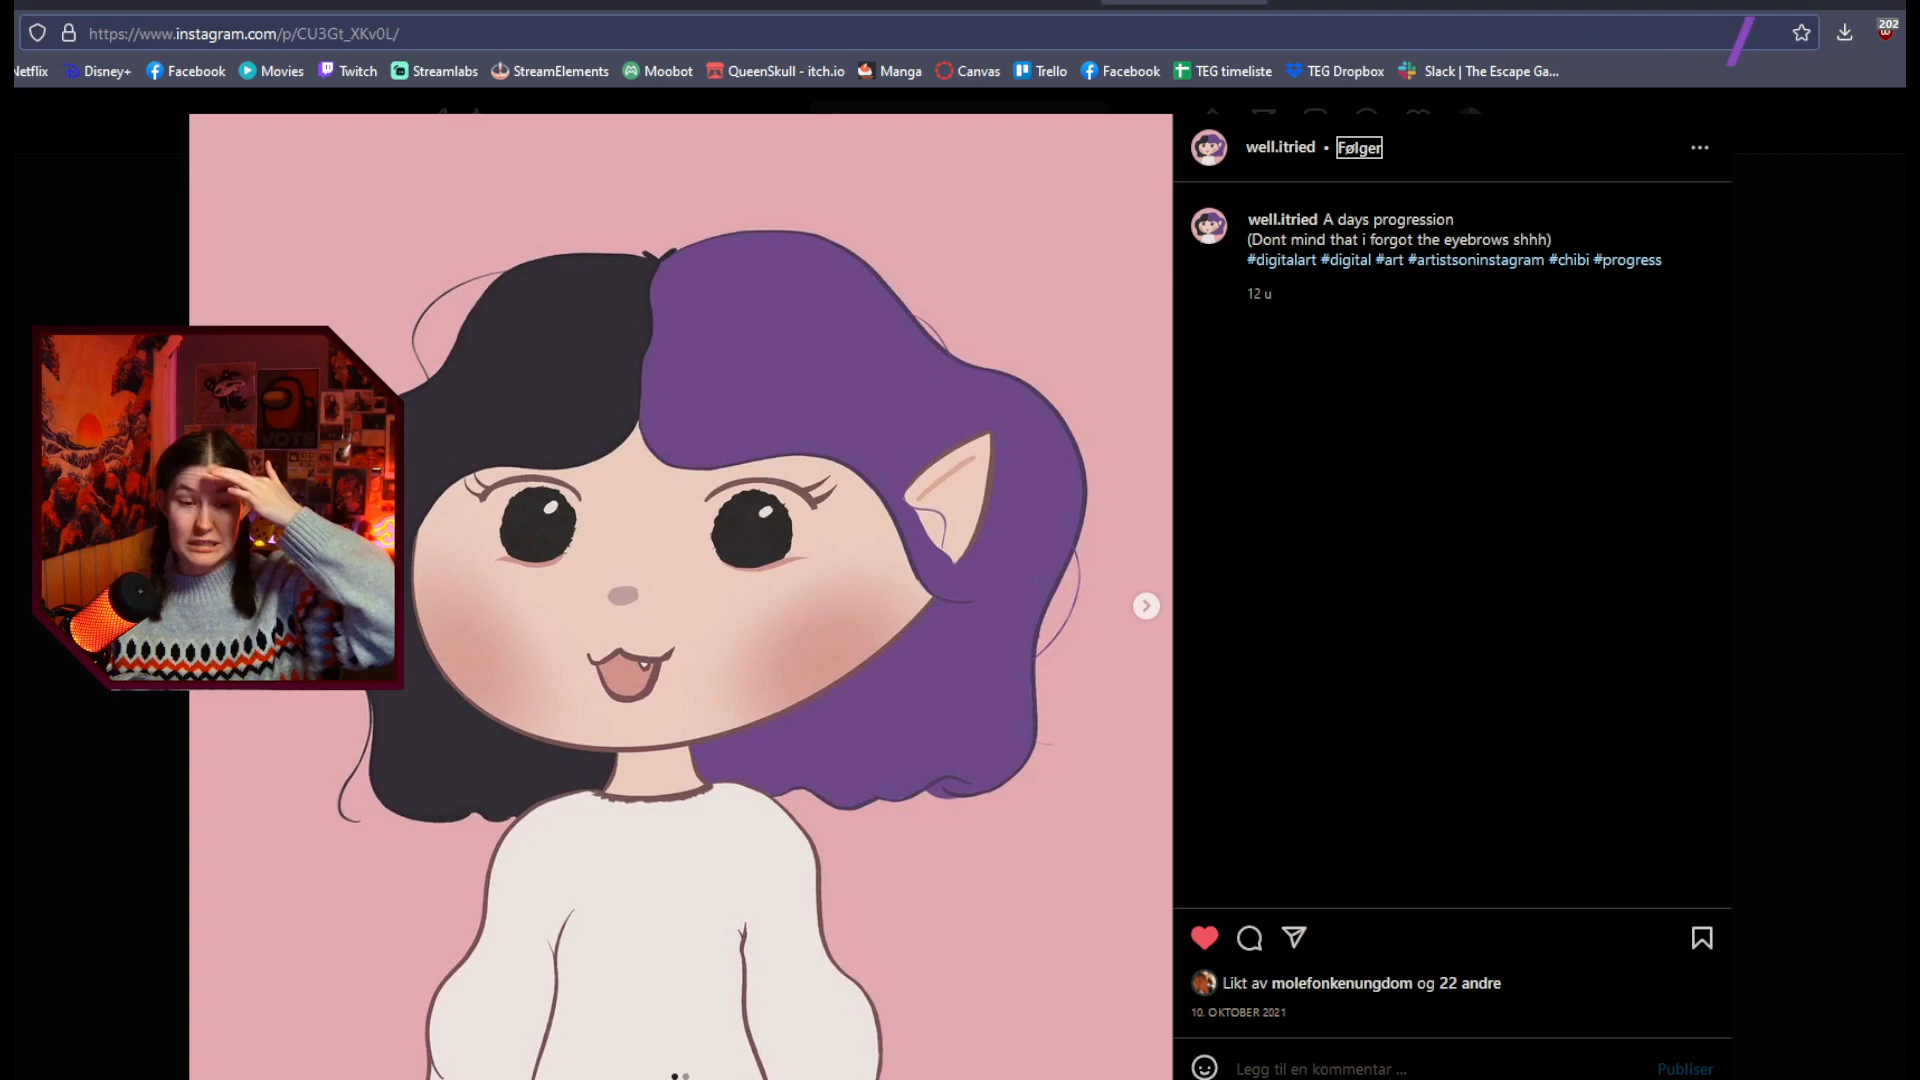 https://www.instagram.com/p/CU3Gt_XKv0L/
202
Netflix Disney+ Facebook Movies Twitch Streamlabs StreamElements Moobot QueenSkull - itch.io Manga Canvas Trello Facebook TEG timeliste TEG Dropbox Slack | The Escape Ga...
well.itried • Følger
well.itried A days progression
(Dont mind that i forgot the eyebrows shhh)
#digitalart #digital #art #artistsoninstagram #chibi #progress
12 u
VOTE
Likt av molefonkenungdom og 22 andre
10. OKTOBER 2021
Legg til en kommentar ...
Publiser